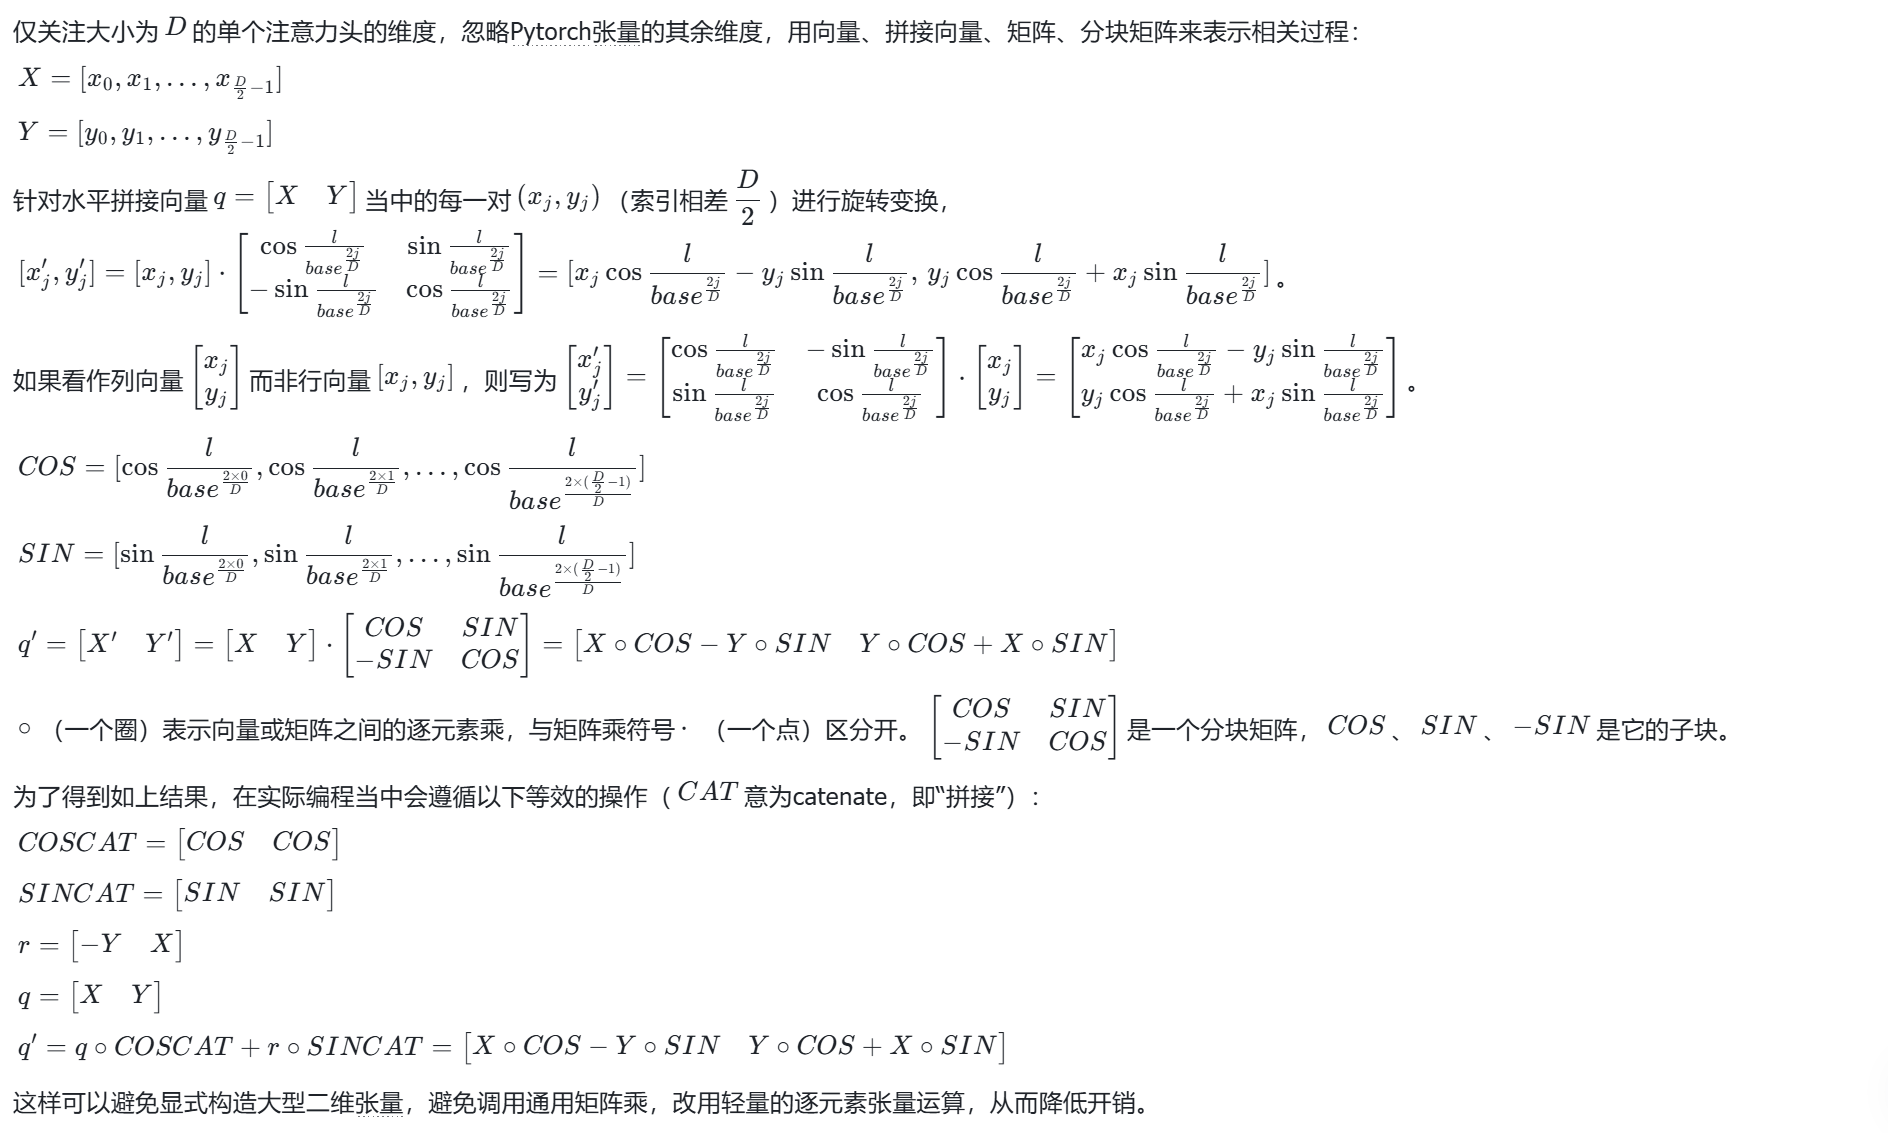 仅关注大小为 $D$ 的单个注意力头的维度，忽略Pytorch张量的其余维度，用向量、拼接向量、矩阵、分块矩阵来表示相关过程：
$X = [x_0, x_1, \ldots, x_{\frac{D}{2}-1}]$
$Y = [y_0, y_1, \ldots, y_{\frac{D}{2}-1}]$
针对水平拼接向量 $q = \begin{bmatrix} X & Y \end{bmatrix}$ 当中的每一对 $(x_j, y_j)$（索引相差 $\dfrac{D}{2}$ ）进行旋转变换，
$[x'_j, y'_j] = [x_j, y_j] \cdot \begin{bmatrix} \cos\frac{l}{base^{\frac{2j}{D}}} & \sin\frac{l}{base^{\frac{2j}{D}}} \\ -\sin\frac{l}{base^{\frac{2j}{D}}} & \cos\frac{l}{base^{\frac{2j}{D}}} \end{bmatrix} = [x_j \cos\dfrac{l}{base^{\frac{2j}{D}}} - y_j \sin\dfrac{l}{base^{\frac{2j}{D}}}, y_j \cos\dfrac{l}{base^{\frac{2j}{D}}} + x_j \sin\dfrac{l}{base^{\frac{2j}{D}}}]$ 。
如果看作列向量 $\begin{bmatrix} x_j \\ y_j \end{bmatrix}$ 而非行向量 $[x_j, y_j]$ ，则写为 $\begin{bmatrix} x'_j \\ y'_j \end{bmatrix} = \begin{bmatrix} \cos\frac{l}{base^{\frac{2j}{D}}} & -\sin\frac{l}{base^{\frac{2j}{D}}} \\ \sin\frac{l}{base^{\frac{2j}{D}}} & \cos\frac{l}{base^{\frac{2j}{D}}} \end{bmatrix} \cdot \begin{bmatrix} x_j \\ y_j \end{bmatrix} = \begin{bmatrix} x_j \cos\frac{l}{base^{\frac{2j}{D}}} - y_j \sin\frac{l}{base^{\frac{2j}{D}}} \\ y_j \cos\frac{l}{base^{\frac{2j}{D}}} + x_j \sin\frac{l}{base^{\frac{2j}{D}}} \end{bmatrix}$ 。
$COS = [\cos\dfrac{l}{base^{\frac{2\times 0}{D}}}, \cos\dfrac{l}{base^{\frac{2\times 1}{D}}}, \ldots, \cos\dfrac{l}{base^{\frac{2\times(\frac{D}{2}-1)}{D}}}]$
$SIN = [\sin\dfrac{l}{base^{\frac{2\times 0}{D}}}, \sin\dfrac{l}{base^{\frac{2\times 1}{D}}}, \ldots, \sin\dfrac{l}{base^{\frac{2\times(\frac{D}{2}-1)}{D}}}]$
$q' = \begin{bmatrix} X' & Y' \end{bmatrix} = \begin{bmatrix} X & Y \end{bmatrix} \cdot \begin{bmatrix} COS & SIN \\ -SIN & COS \end{bmatrix} = \begin{bmatrix} X \circ COS - Y \circ SIN & Y \circ COS + X \circ SIN \end{bmatrix}$
$\circ$ （一个圈）表示向量或矩阵之间的逐元素乘，与矩阵乘符号 $\cdot$ （一个点）区分开。 $\begin{bmatrix} COS & SIN \\ -SIN & COS \end{bmatrix}$ 是一个分块矩阵， $COS$ 、 $SIN$ 、 $-SIN$ 是它的子块。
为了得到如上结果，在实际编程当中会遵循以下等效的操作（ $CAT$ 意为catenate，即“拼接”）：
$COSCAT = \begin{bmatrix} COS & COS \end{bmatrix}$
$SINCAT = \begin{bmatrix} SIN & SIN \end{bmatrix}$
$r = \begin{bmatrix} -Y & X \end{bmatrix}$
$q = \begin{bmatrix} X & Y \end{bmatrix}$
$q' = q \circ COSCAT + r \circ SINCAT = \begin{bmatrix} X \circ COS - Y \circ SIN & Y \circ COS + X \circ SIN \end{bmatrix}$
这样可以避免显式构造大型二维张量，避免调用通用矩阵乘，改用轻量的逐元素张量运算，从而降低开销。